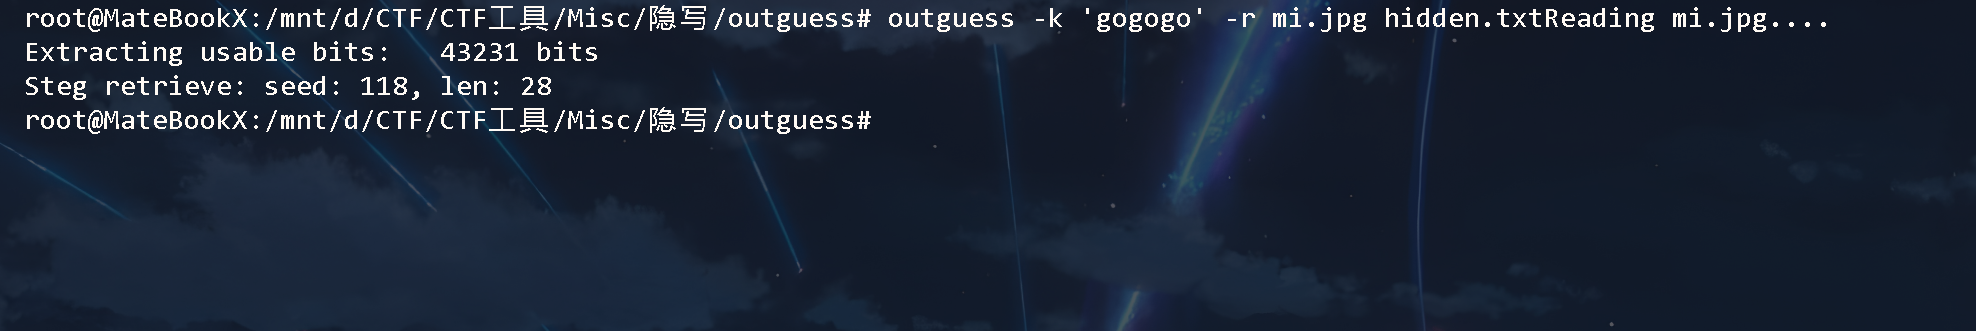 root@MateBookX:/mnt/d/CTF/CTF工具/Misc/隐写/outguess# outguess -k 'gogogo' -r mi.jpg hidden.txtReading mi.jpg....
Extracting usable bits:   43231 bits
Steg retrieve: seed: 118, len: 28
root@MateBookX:/mnt/d/CTF/CTF工具/Misc/隐写/outguess#